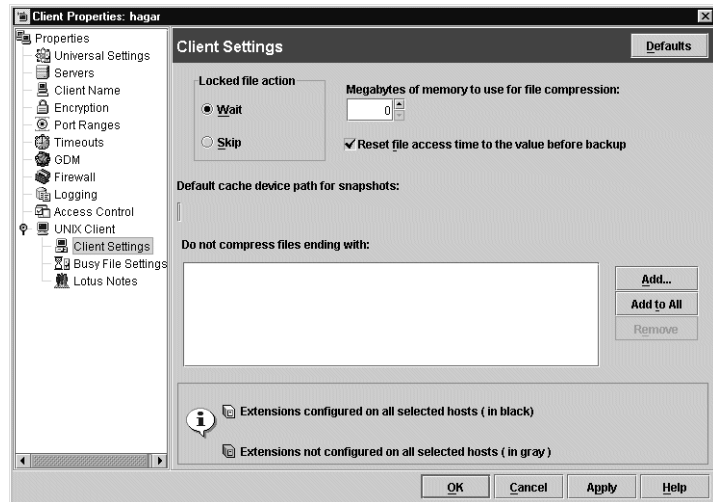 Client Properties: hagar
Properties
Universal Settings
Servers
Client Name
Encryption
Port Ranges
Timeouts
GDM
Firewall
Logging
Access Control
UNIX Client
Client Settings
Busy File Settings
Lotus Notes
Client Settings
Defaults
Locked file action
Wait
Skip
Megabytes of memory to use for file compression:
0
Reset file access time to the value before backup
Default cache device path for snapshots:
Do not compress files ending with:
Add...
Add to All
Remove
Extensions configured on all selected hosts ( in black)
Extensions not configured on all selected hosts ( in gray )
OK
Cancel
Apply
Help